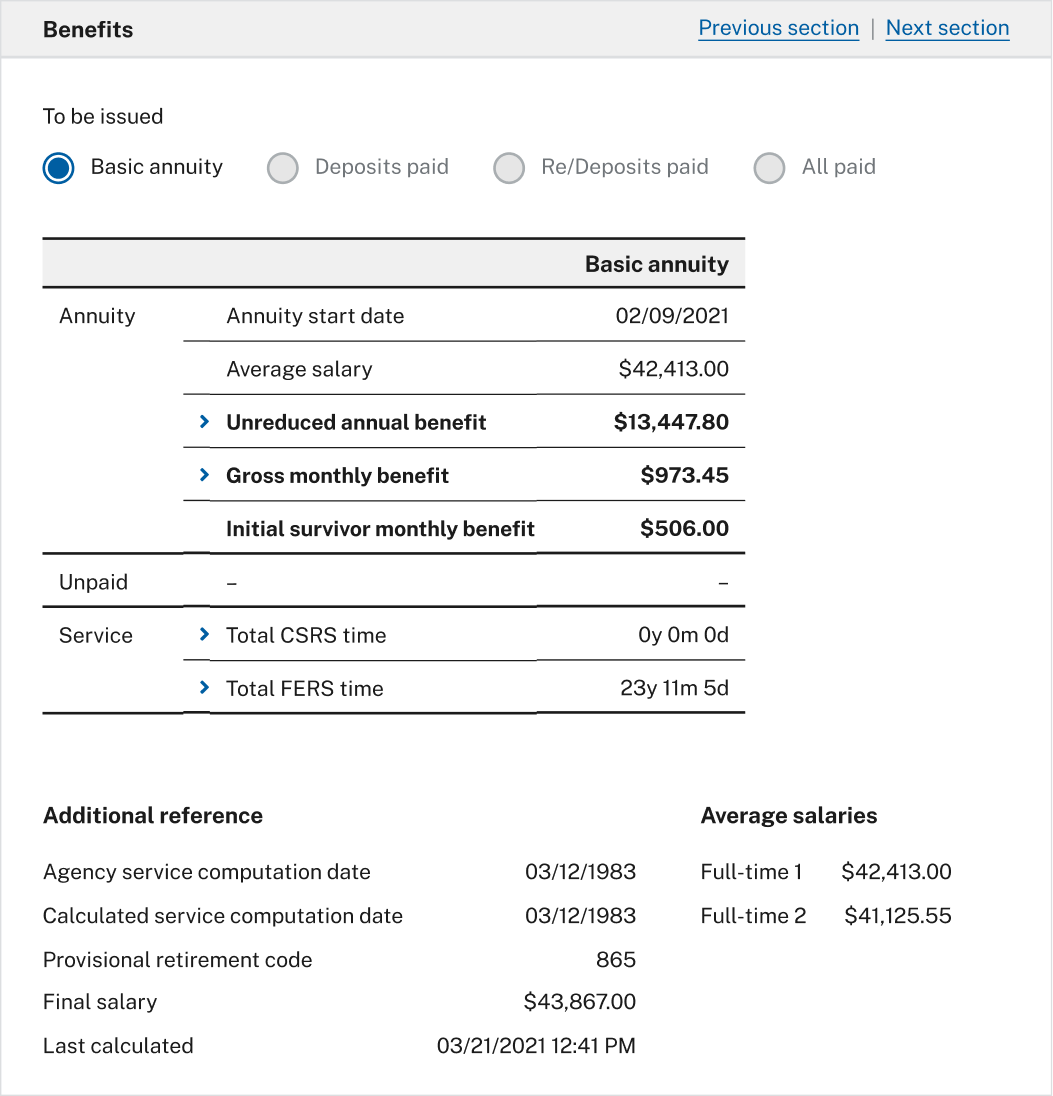 Benefits Previous section | Next section
To be issued
Basic annuity Deposits paid Re/Deposits paid All paid
Basic annuity
Annuity Annuity start date 02/09/2021
Average salary $42,413.00
Unreduced annual benefit $13,447.80
Gross monthly benefit $973.45
Initial survivor monthly benefit $506.00
Unpaid – –
Service Total CSRS time 0y 0m 0d
Total FERS time 23y 11m 5d
Additional reference
Agency service computation date 03/12/1983
Calculated service computation date 03/12/1983
Provisional retirement code 865
Final salary $43,867.00
Last calculated 03/21/2021 12:41 PM
Average salaries
Full-time 1 $42,413.00
Full-time 2 $41,125.55